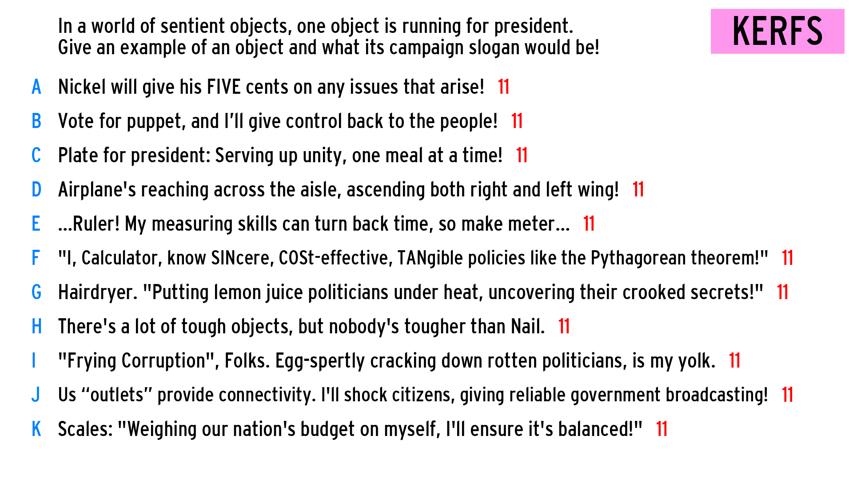 In a world of sentient objects, one object is running for president.
Give an example of an object and what its campaign slogan would be!
KERFS
A Nickel will give his FIVE cents on any issues that arise! 11
B Vote for puppet, and I'll give control back to the people! 11
C Plate for president: Serving up unity, one meal at a time! 11
D Airplane's reaching across the aisle, ascending both right and left wing! 11
E ...Ruler! My measuring skills can turn back time, so make meter... 11
F "I, Calculator, know SINcere, COSt-effective, TANgible policies like the Pythagorean theorem!" 11
G Hairdryer. "Putting lemon juice politicians under heat, uncovering their crooked secrets!" 11
H There's a lot of tough objects, but nobody's tougher than Nail. 11
I "Frying Corruption", Folks. Egg-spertly cracking down rotten politicians, is my yolk. 11
J Us “outlets” provide connectivity. I'll shock citizens, giving reliable government broadcasting! 11
K Scales: "Weighing our nation's budget on myself, I'll ensure it's balanced!" 11